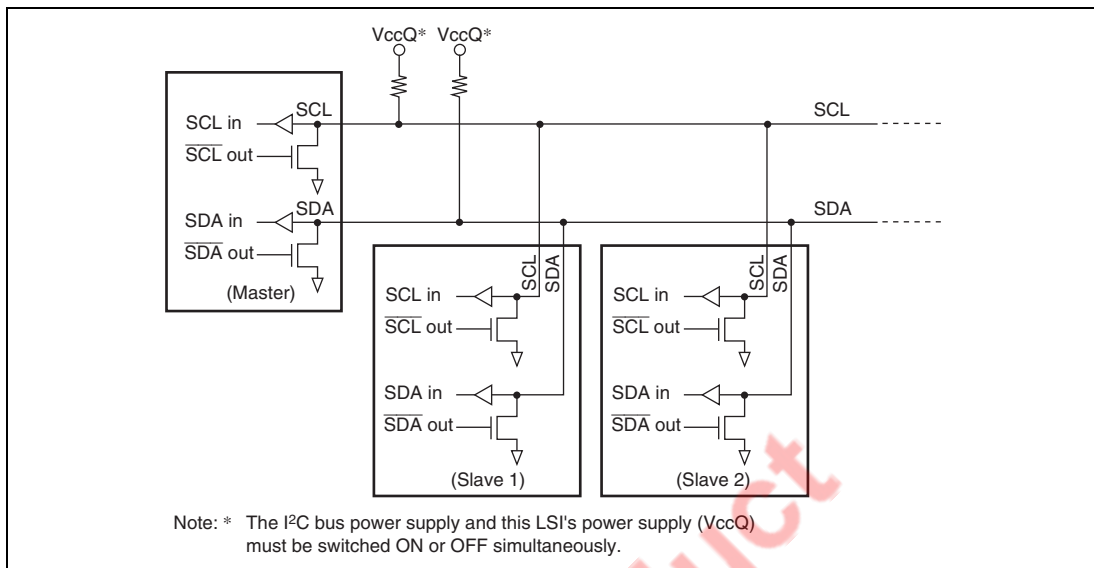 VccQ* VccQ*
SCL SCL
SCL in
SCL out
SDA SDA
SDA in
SDA out
(Master)
SCL SDA SCL SDA
SCL in SCL in
SCL out SCL out
SDA in SDA in
SDA out SDA out
(Slave 1) (Slave 2)
Note: * The I²C bus power supply and this LSI's power supply (VccQ)
must be switched ON or OFF simultaneously.
uct